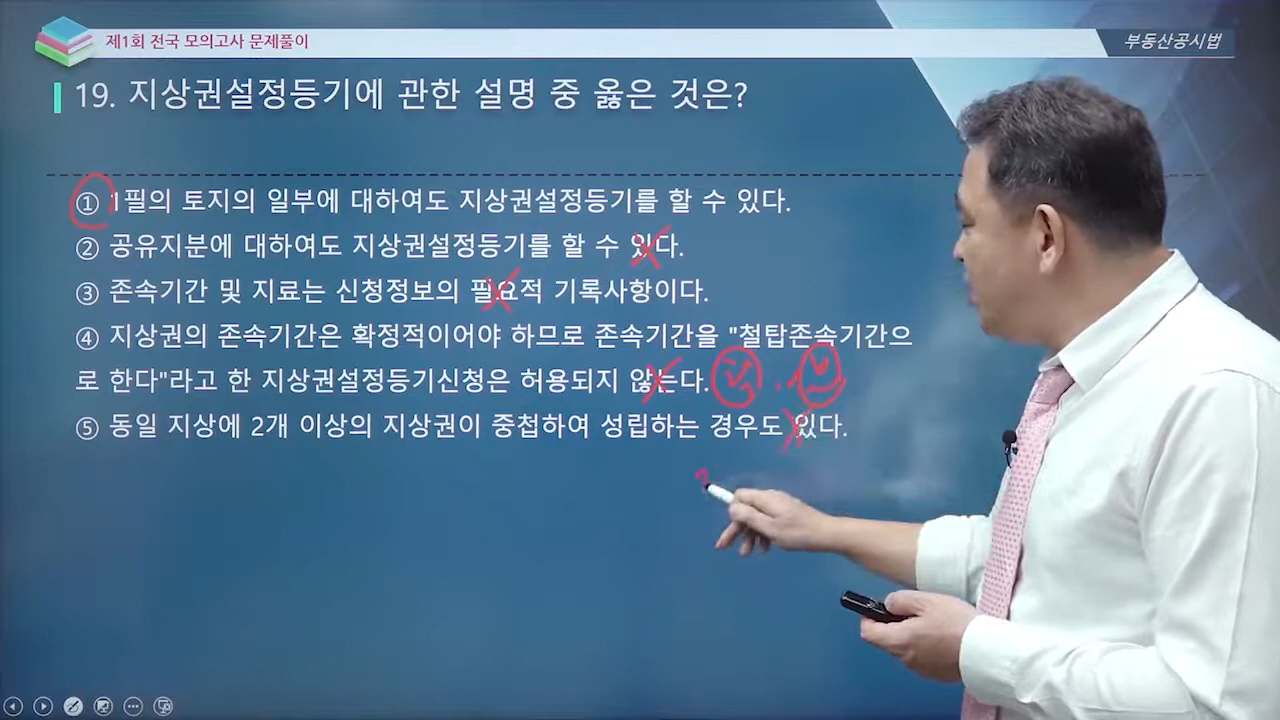 제1회 전국 모의고사 문제풀이
부동산공시법
19. 지상권설정등기에 관한 설명 중 옳은 것은?
① 1필의 토지의 일부에 대하여도 지상권설정등기를 할 수 있다.
② 공유지분에 대하여도 지상권설정등기를 할 수 있다.
③ 존속기간 및 지료는 신청정보의 필요적 기록사항이다.
④ 지상권의 존속기간은 확정적이어야 하므로 존속기간을 "철탑존속기간으
로 한다"라고 한 지상권설정등기신청은 허용되지 않는다.
⑤ 동일 지상에 2개 이상의 지상권이 중첩하여 성립하는 경우도 있다.